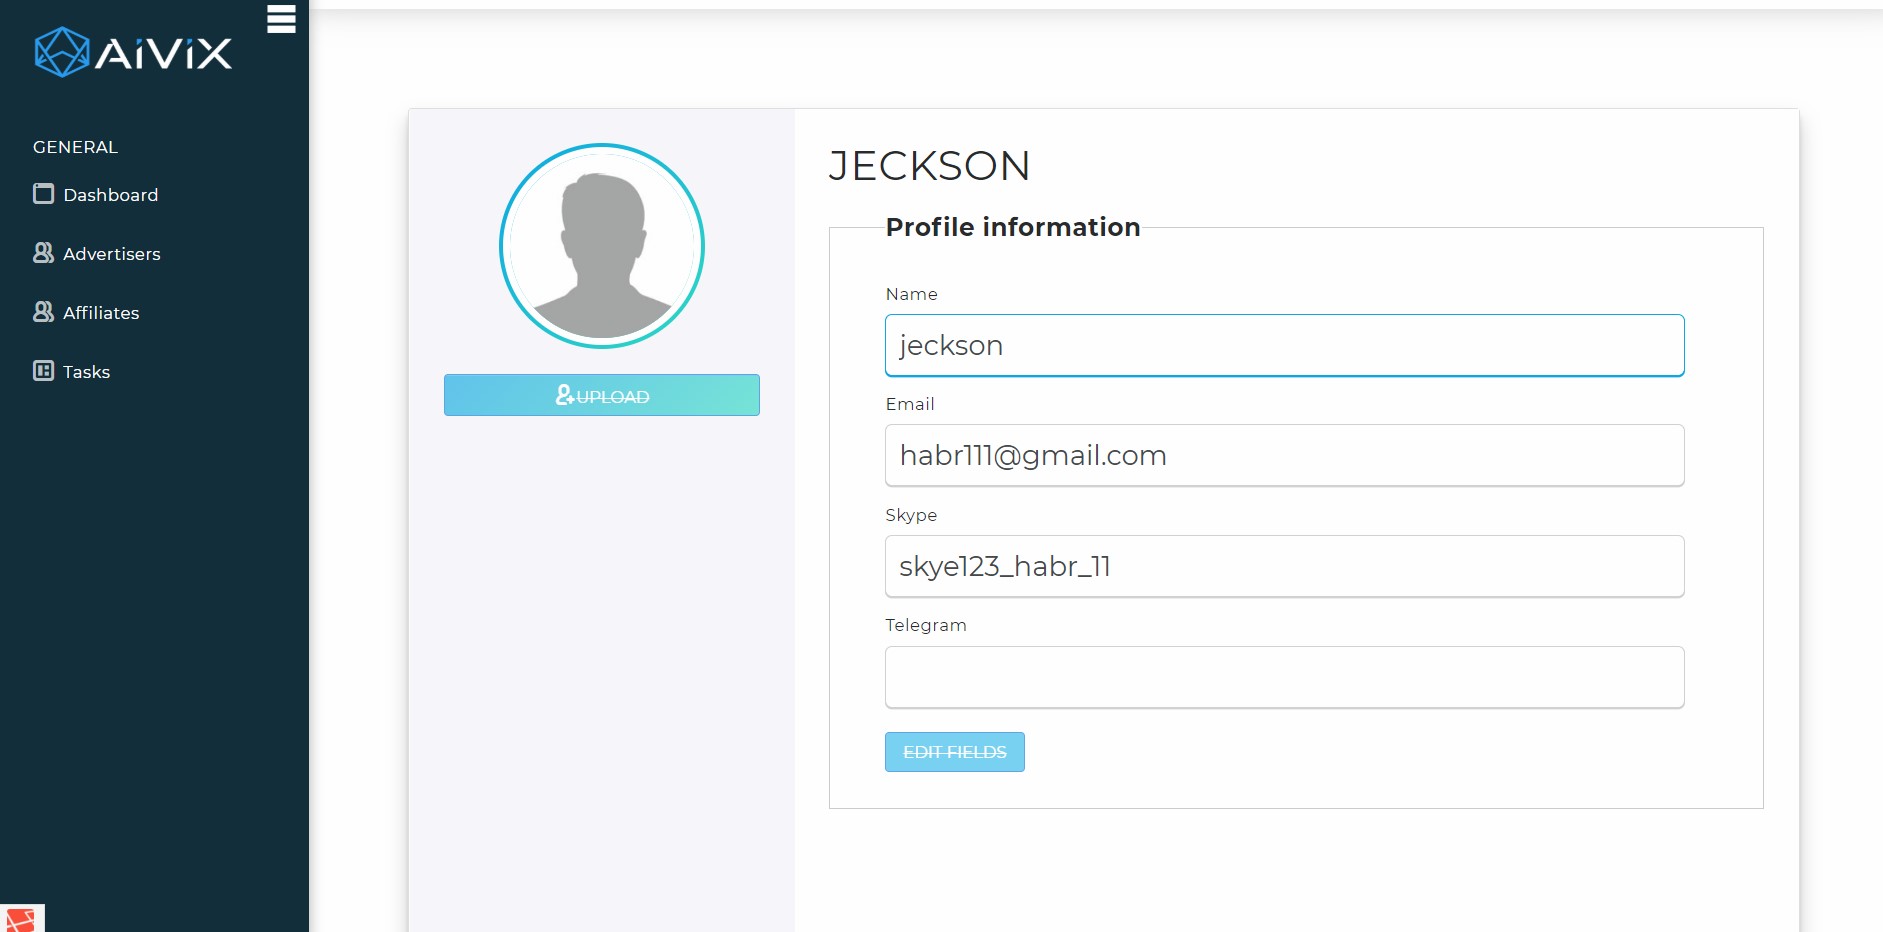 AiViX
GENERAL
Dashboard
Advertisers
Affiliates
Tasks
UPLOAD
JECKSON
Profile information
Name
jeckson
Email
habr111@gmail.com
Skype
skye123_habr_11
Telegram
EDIT FIELDS